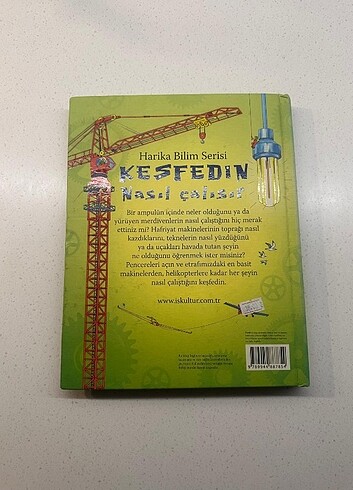 Harika Bilim Serisi
KEŞFEDİN
Nasıl Çalışır
Bir ampulün içinde neler olduğunu ya da
yürüyen merdivenlerin nasıl çalıştığını hiç merak
ettiniz mi? Hafriyat makinelerinin toprağı nasıl
kazdıklarını, teknelerin nasıl yüzdüğünü
ya da uçakları havada tutan şeyin
ne olduğunu öğrenmek ister misiniz?
Pencereleri açın ve etrafımızdaki en basit
makinelerden, helikopterlere kadar her şeyin
nasıl çalıştığını keşfedin.
www.iskultur.com.tr